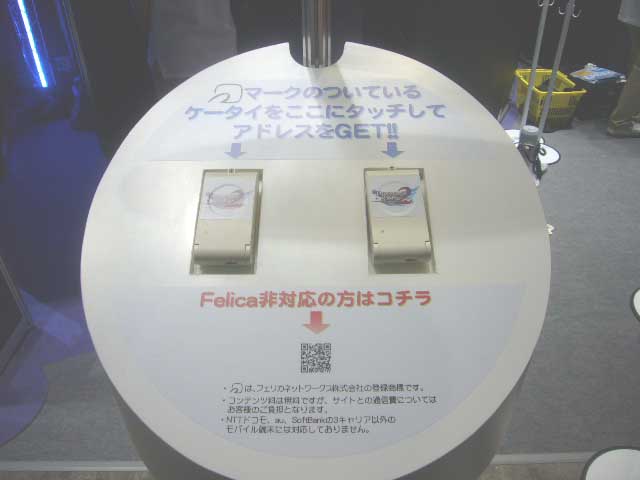 マークのついている
ケータイをここにタッチして
アドレスをGET!!
Felica非対応の方はコチラ
・ は、フェリカネットワークス株式会社の登録商標です。
・コンテンツ料は無料ですが、サイトとの通信費については
お客様のご負担となります。
・NTTドコモ、au、SoftBankの3キャリア以外の
モバイル端末には対応しておりません。